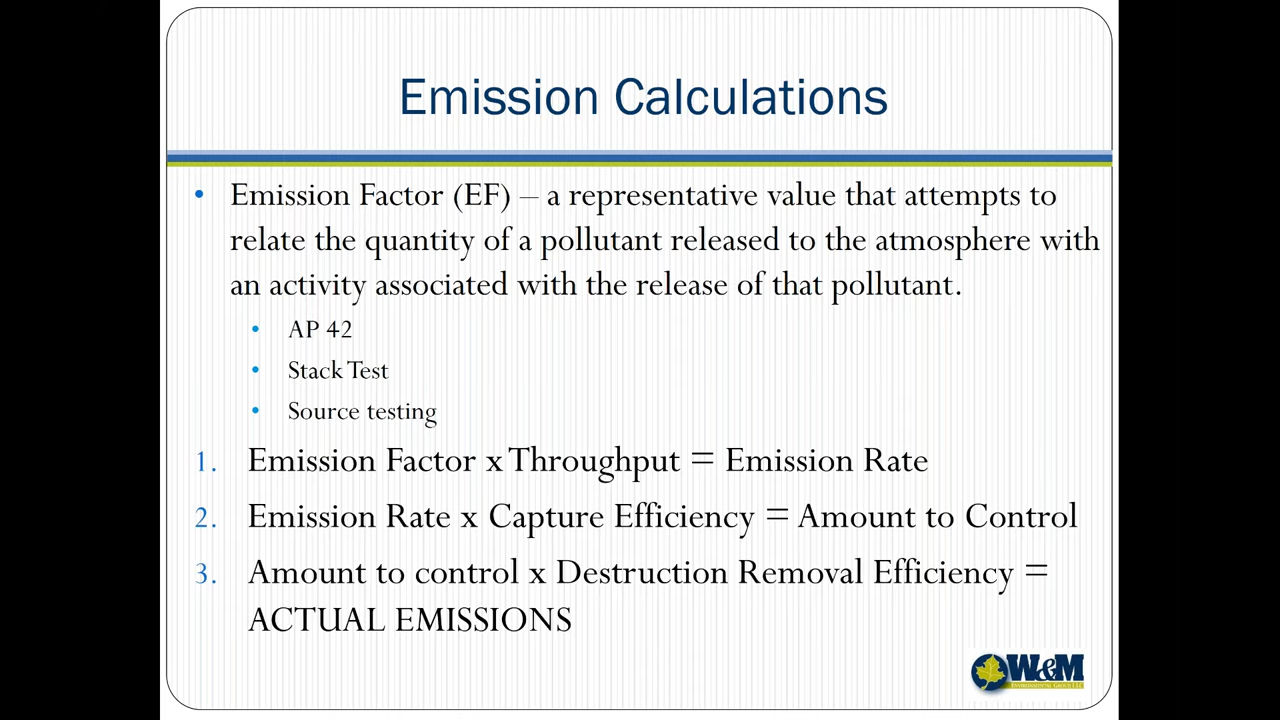 Emission Calculations
• Emission Factor (EF) – a representative value that attempts to
relate the quantity of a pollutant released to the atmosphere with
an activity associated with the release of that pollutant.
• AP 42
• Stack Test
• Source testing
1. Emission Factor x Throughput = Emission Rate
2. Emission Rate x Capture Efficiency = Amount to Control
3. Amount to control x Destruction Removal Efficiency =
ACTUAL EMISSIONS
W&M
Environmental Group LLC